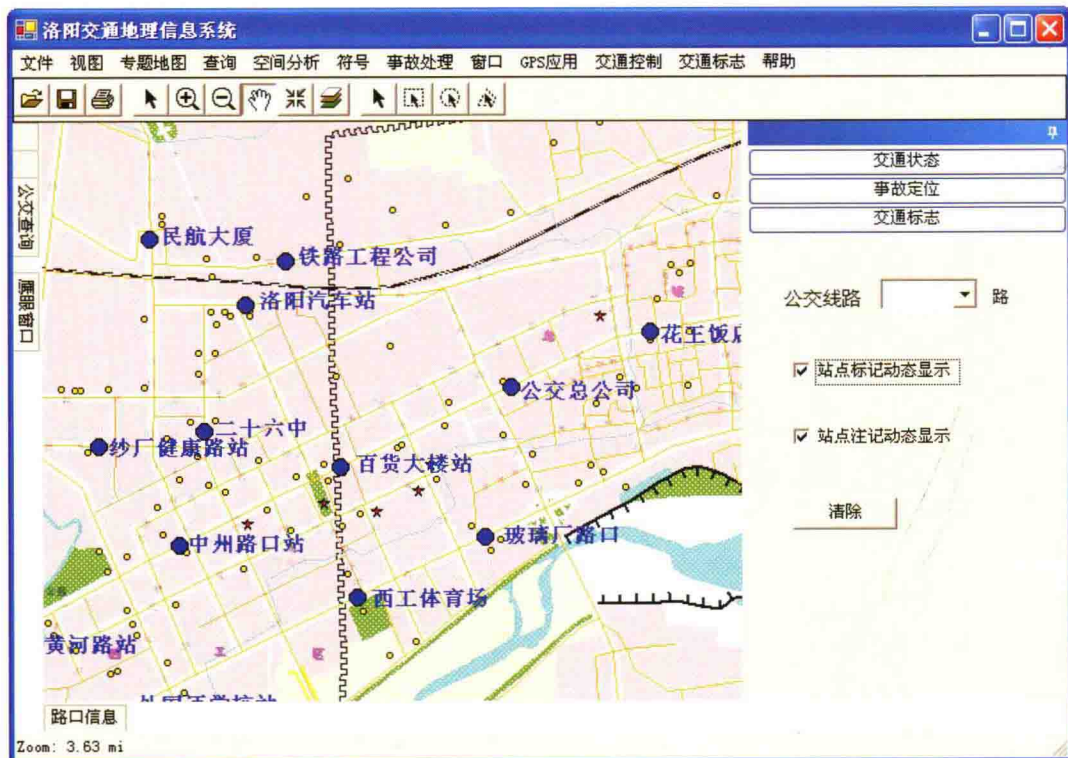 洛阳交通地理信息系统
文件 视图 专题地图 查询 空间分析 符号 事故处理 窗口 GPS应用 交通控制 交通标志 帮助
公交查询
鹰眼窗口
民航大厦
铁路工程公司
洛阳汽车站
花王饭店
公交总公司
二十六中
纱厂健康路站
百货大楼站
玻璃厂路口
中州路口站
西工体育场
黄河路站
工 区
交通状态
事故定位
交通标志
公交线路 路
站点标记动态显示
站点注记动态显示
清除
路口信息
Zoom: 3.63 mi